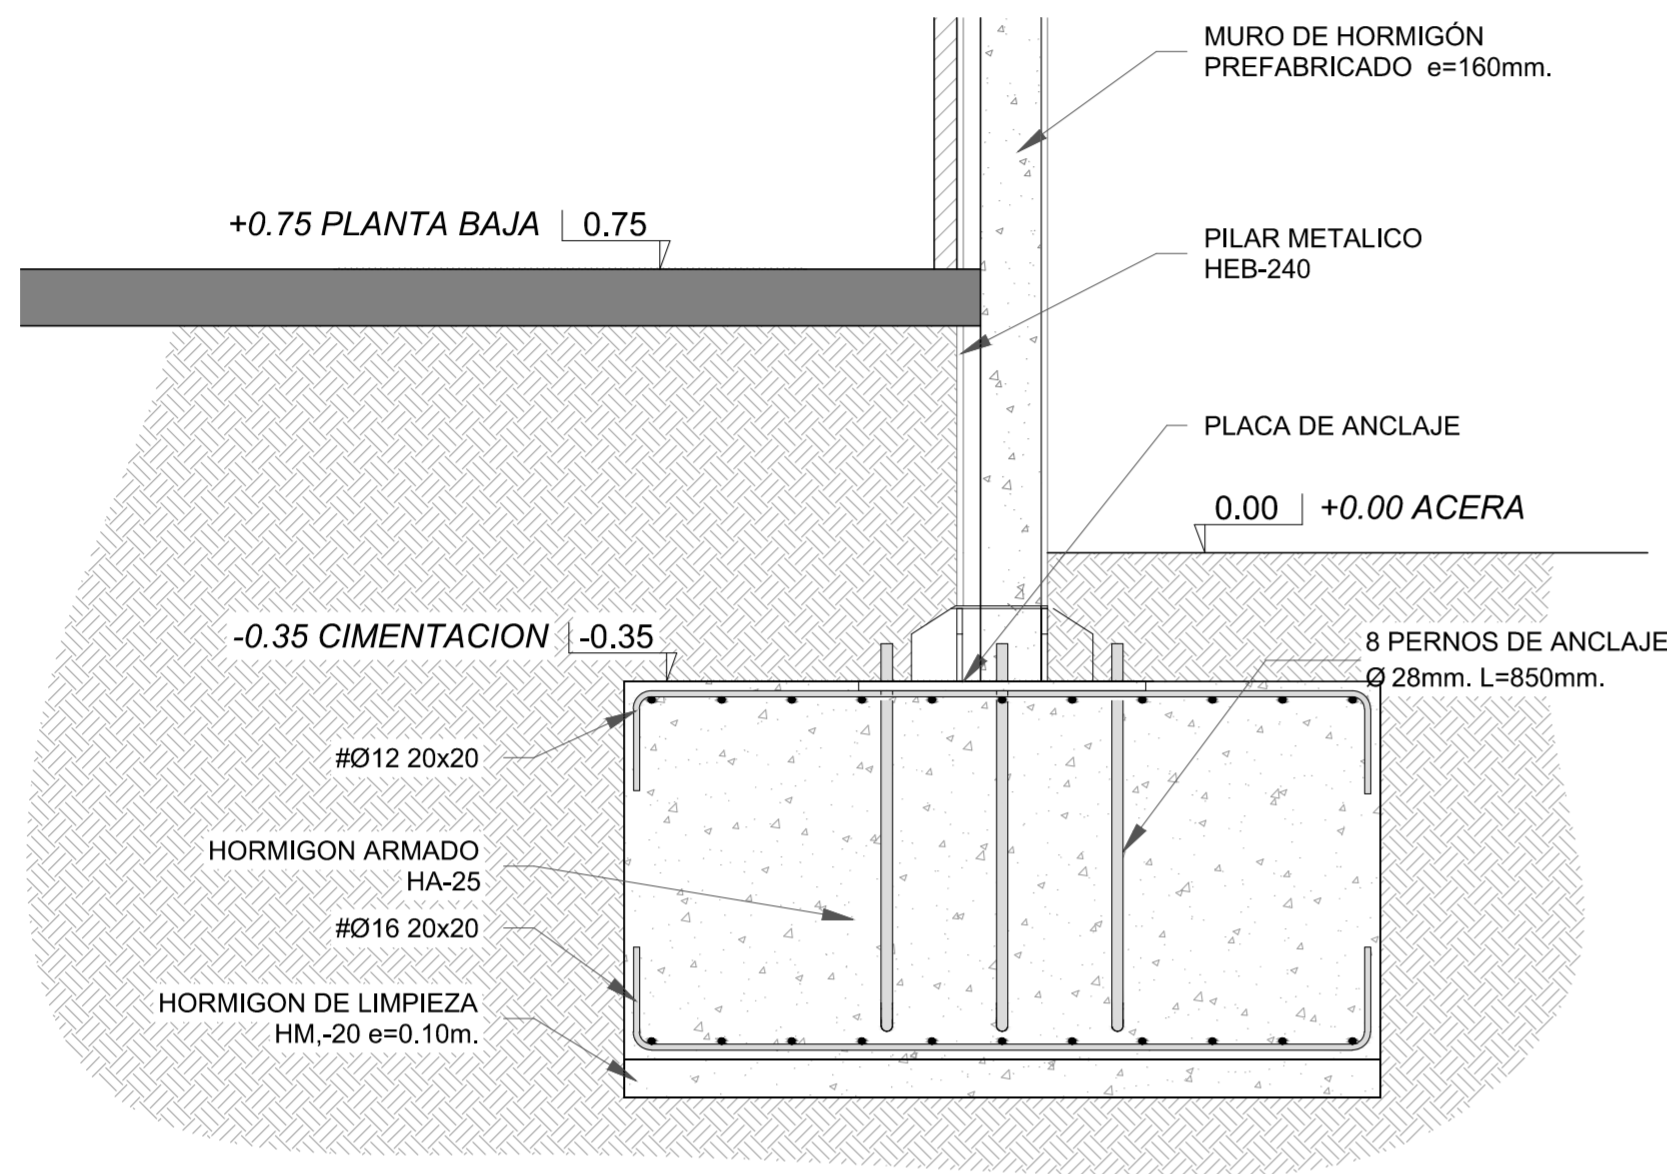 MURO DE HORMIGÓN
PREFABRICADO e=160mm.
+0.75 PLANTA BAJA 0.75
PILAR METALICO
HEB-240
PLACA DE ANCLAJE
0.00 +0.00 ACERA
-0.35 CIMENTACION -0.35
8 PERNOS DE ANCLAJE
Ø 28mm. L=850mm.
#Ø12 20x20
HORMIGON ARMADO
HA-25
#Ø16 20x20
HORMIGON DE LIMPIEZA
HM,-20 e=0.10m.